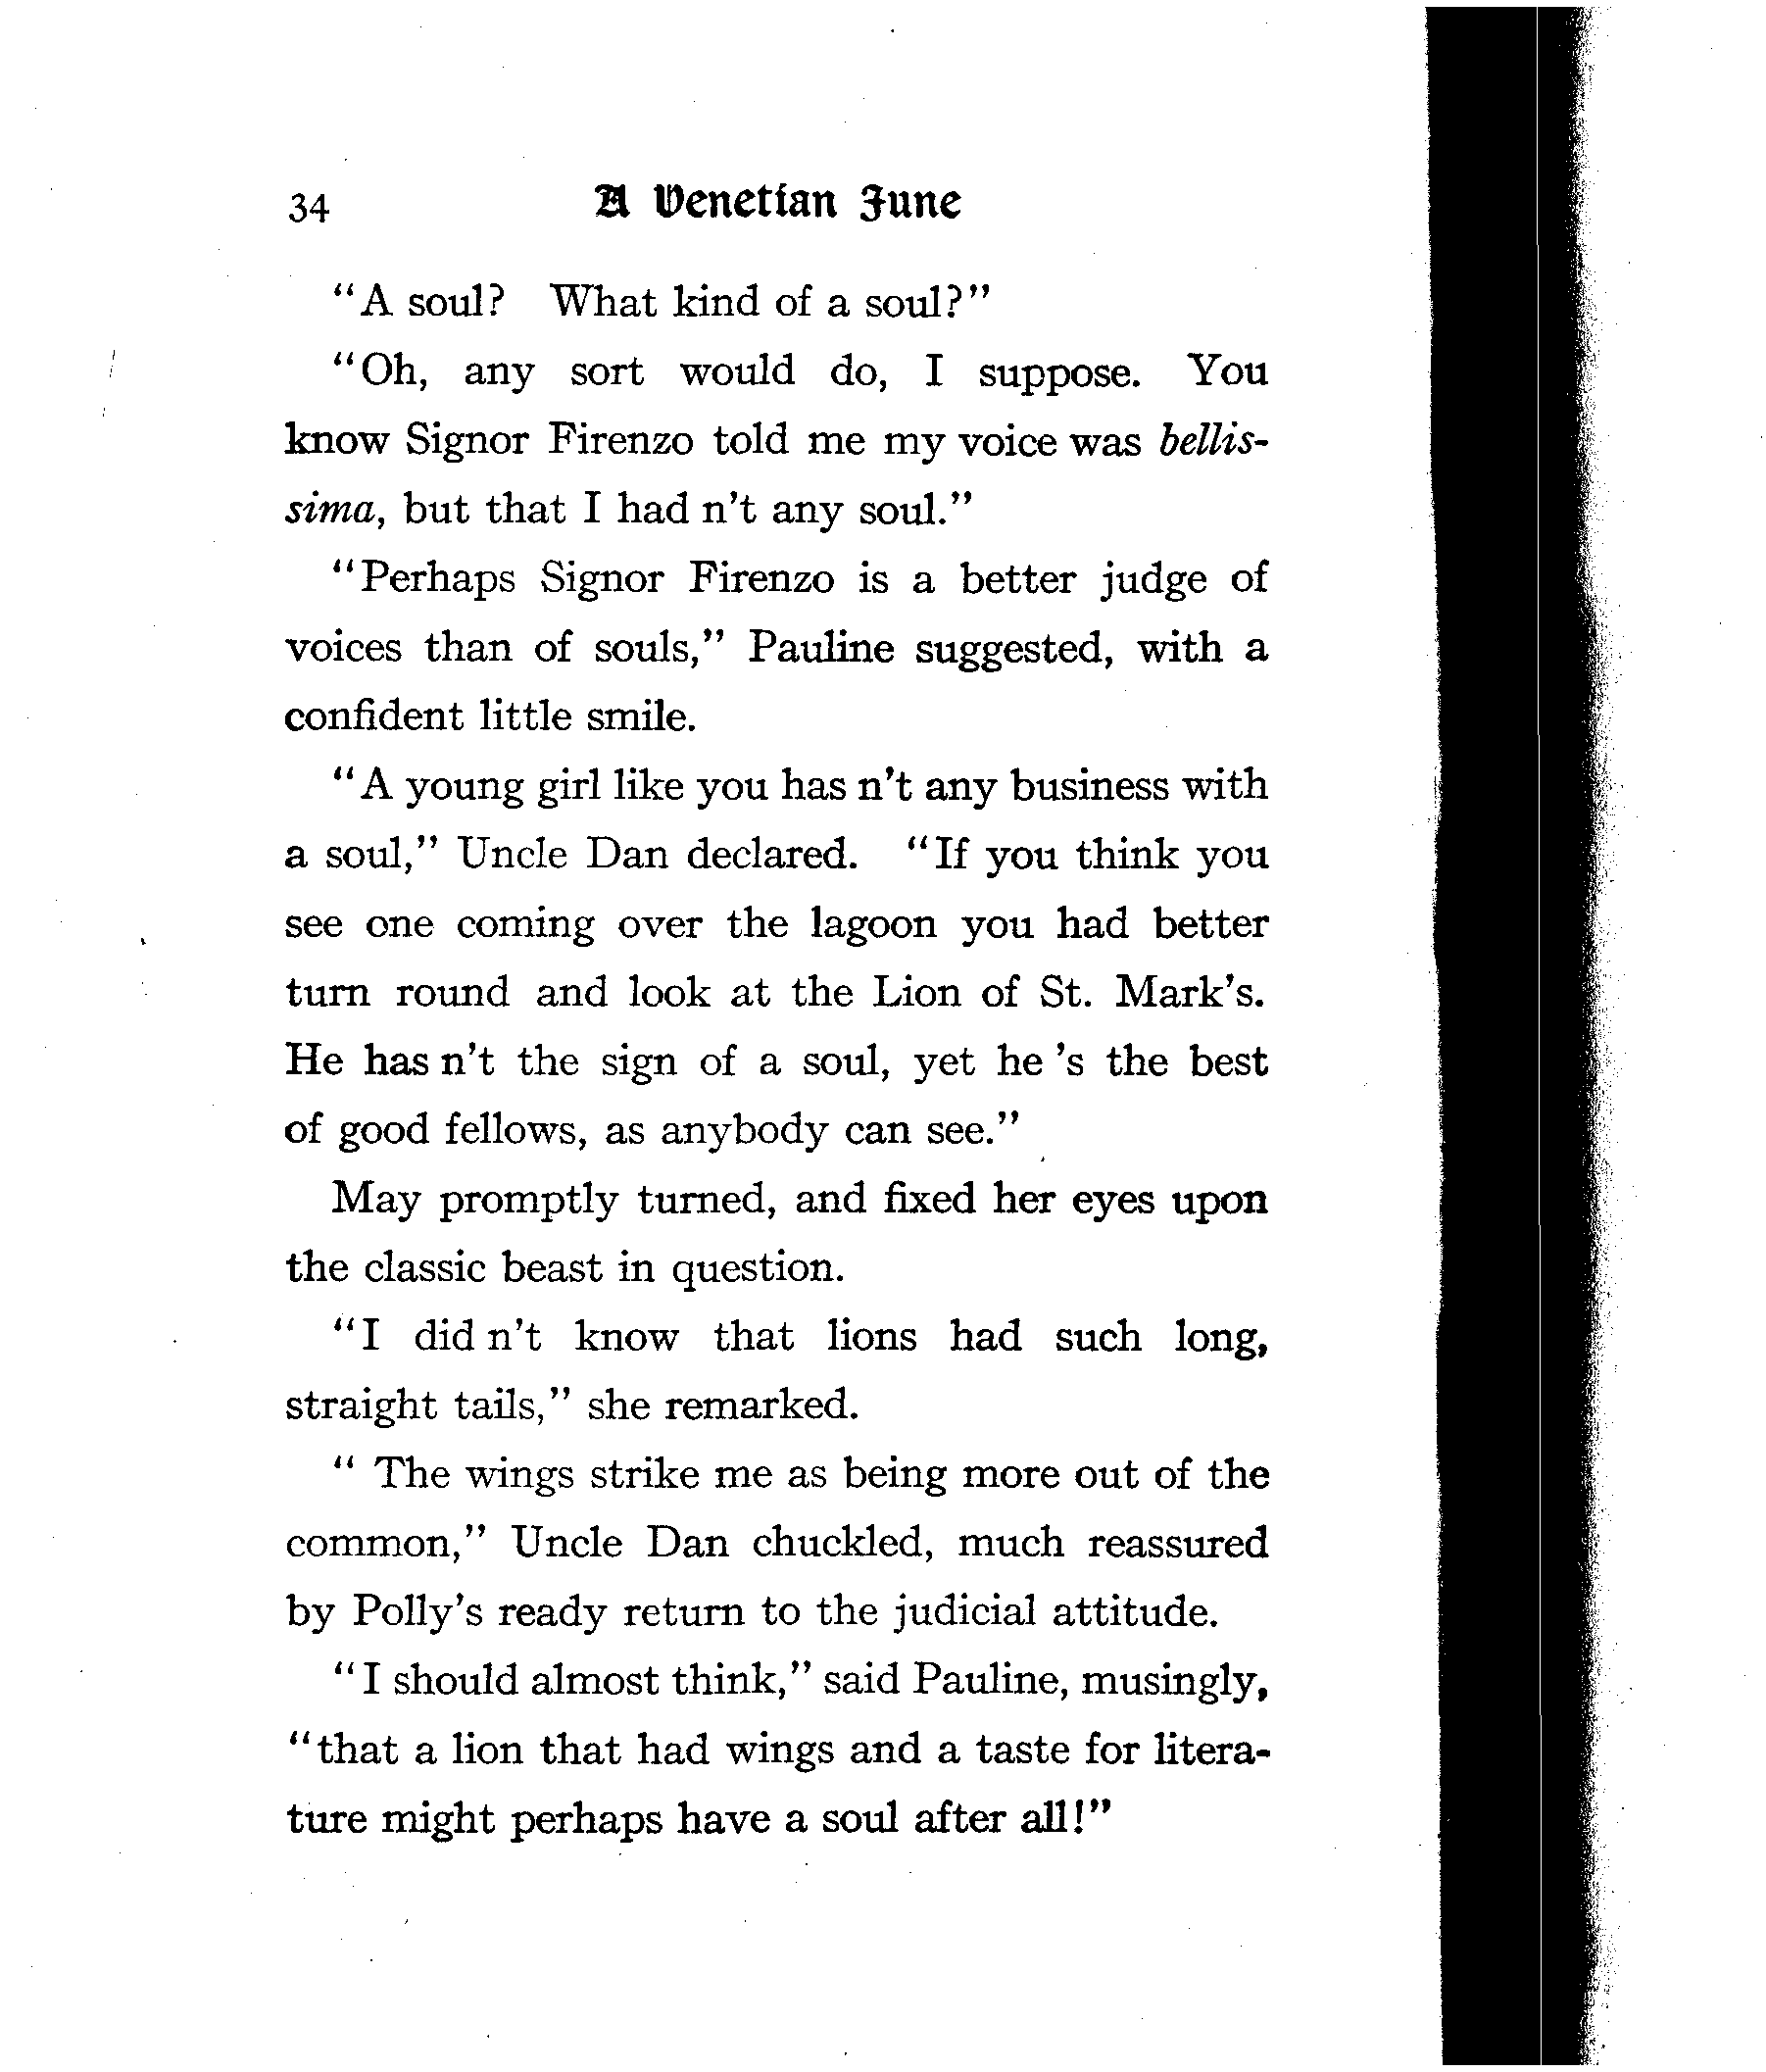 34 A Venetian June
"A soul? What kind of a soul?"
"Oh, any sort would do, I suppose. You
know Signor Firenzo told me my voice was bellis-
sima, but that I had n't any soul."
"Perhaps Signor Firenzo is a better judge of
voices than of souls," Pauline suggested, with a
confident little smile.
"A young girl like you has n't any business with
a soul," Uncle Dan declared. "If you think you
see one coming over the lagoon you had better
turn round and look at the Lion of St. Mark's.
He has n't the sign of a soul, yet he 's the best
of good fellows, as anybody can see."
May promptly turned, and fixed her eyes upon
the classic beast in question.
"I did n't know that lions had such long,
straight tails," she remarked.
" The wings strike me as being more out of the
common," Uncle Dan chuckled, much reassured
by Polly's ready return to the judicial attitude.
"I should almost think," said Pauline, musingly,
"that a lion that had wings and a taste for litera-
ture might perhaps have a soul after all!"